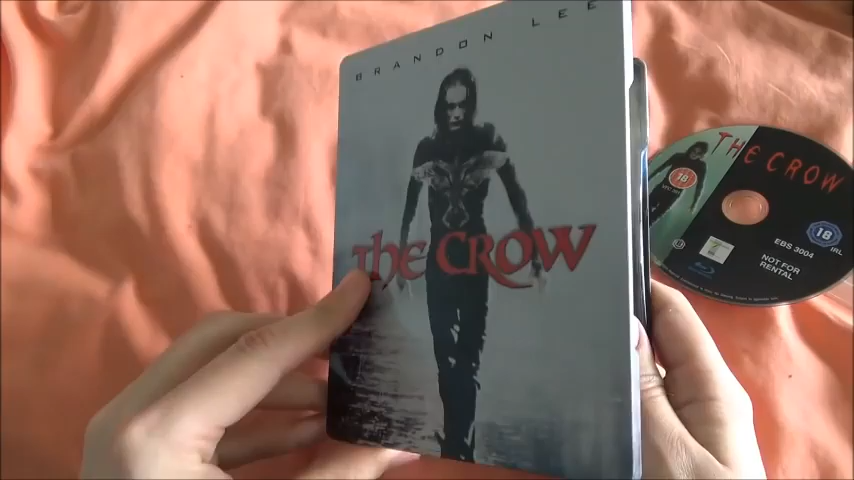 BRANDON LEE
The CROW
THE CROW
18
18
IRL
EBS 3004
NOT FOR
RENTAL